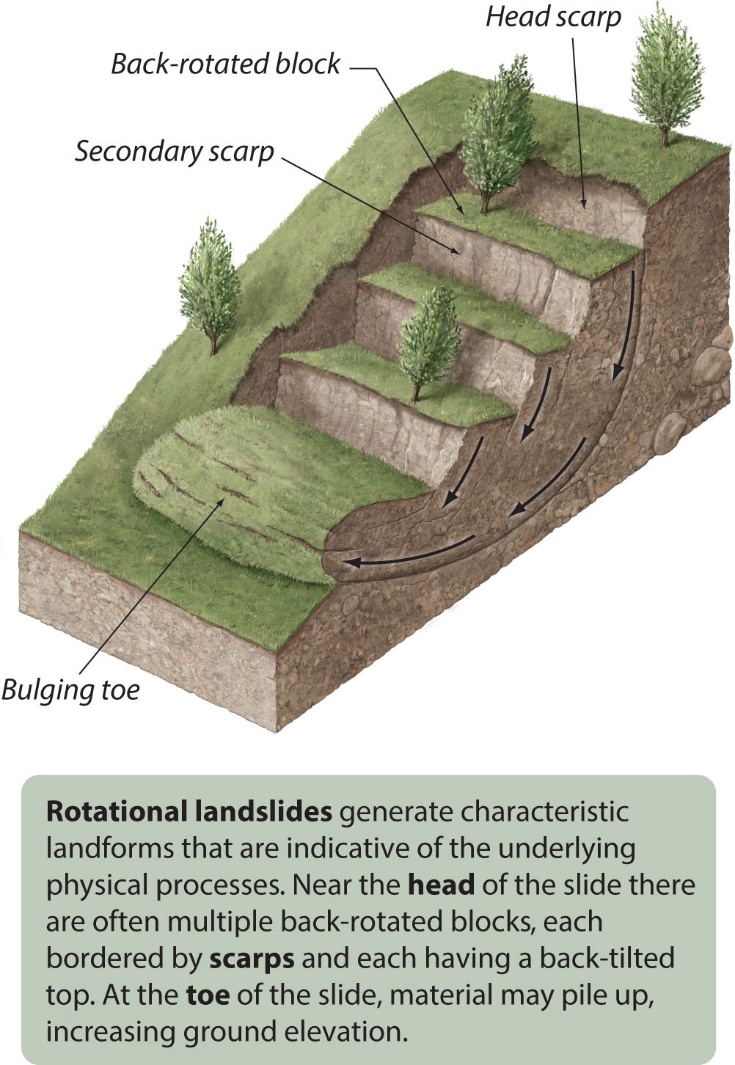 Head scarp
Back-rotated block
Secondary scarp
Bulging toe
Rotational landslides generate characteristic
landforms that are indicative of the underlying
physical processes. Near the head of the slide there
are often multiple back-rotated blocks, each
bordered by scarps and each having a back-tilted
top. At the toe of the slide, material may pile up,
increasing ground elevation.